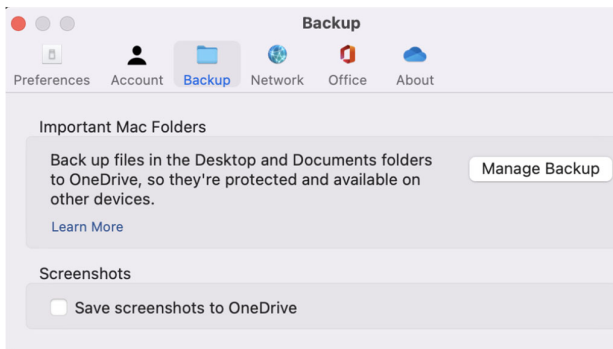 Backup
Preferences Account Backup Network Office About
Important Mac Folders
Back up files in the Desktop and Documents folders
to OneDrive, so they're protected and available on
other devices.
Manage Backup
Learn More
Screenshots
Save screenshots to OneDrive